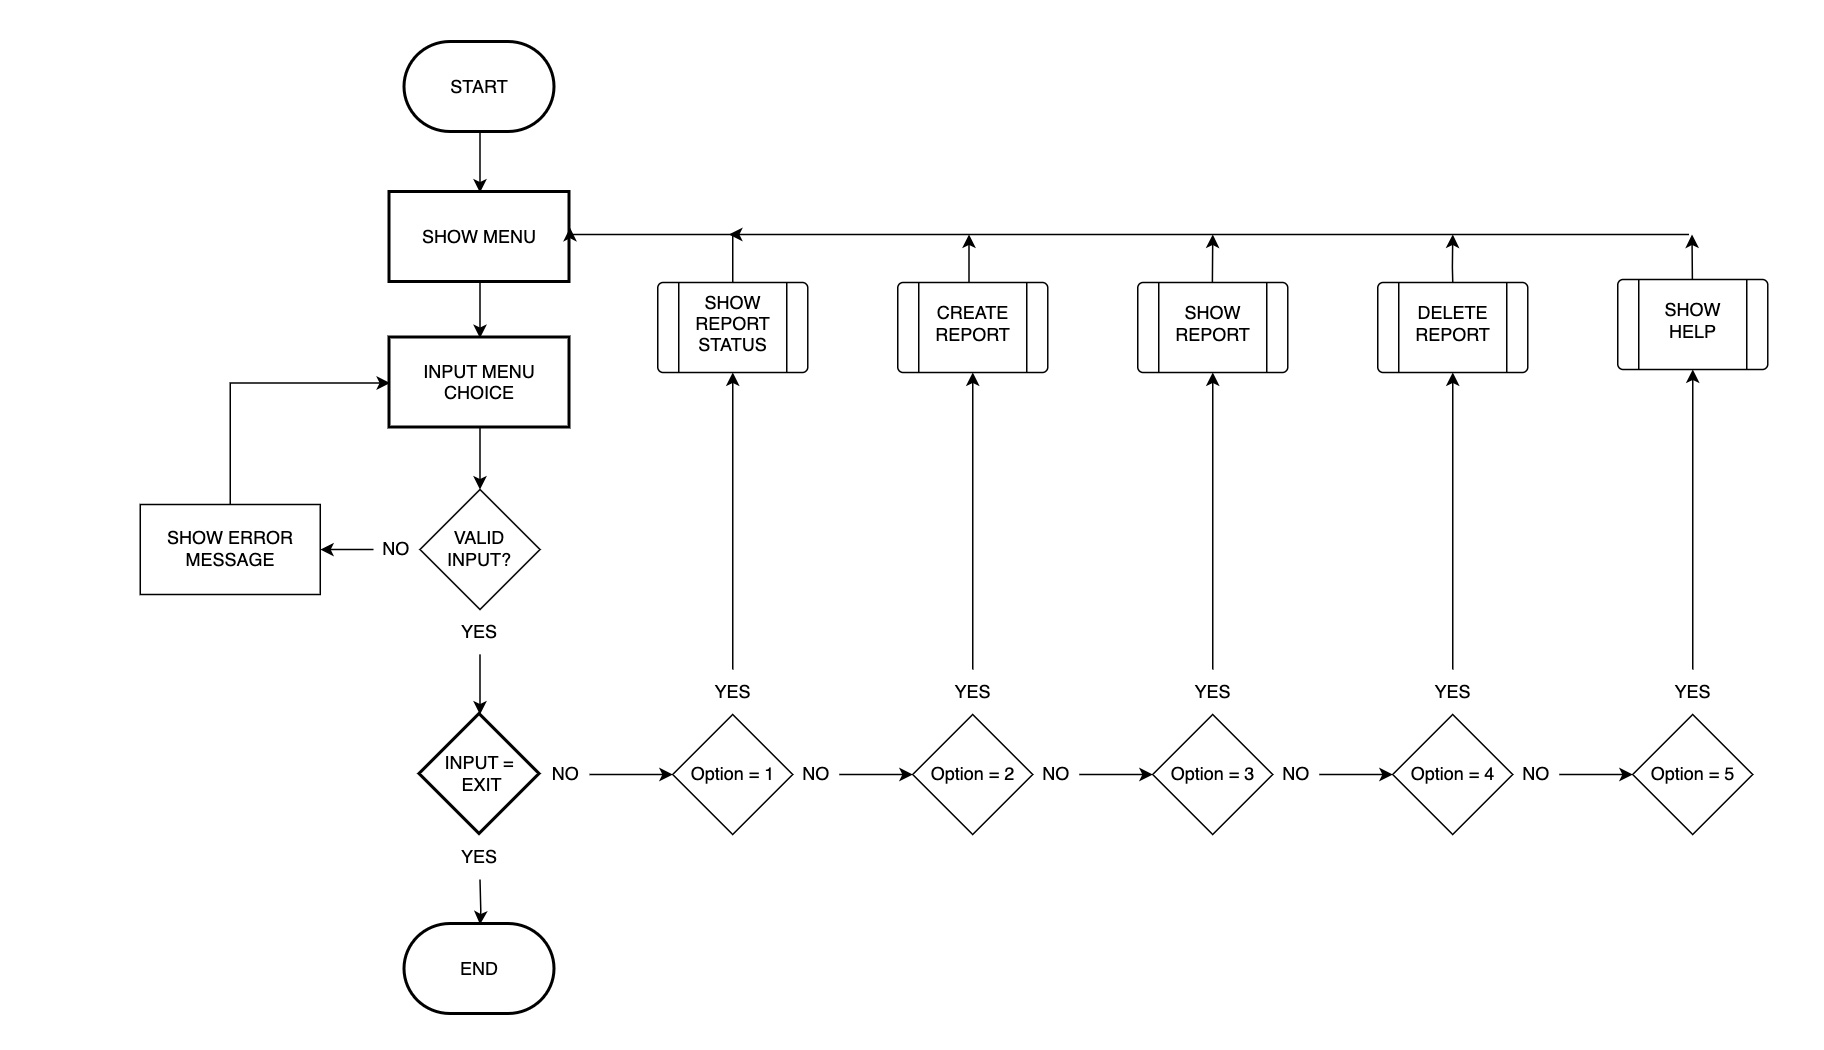 START
SHOW MENU
SHOW
REPORT
STATUS
CREATE
REPORT
SHOW
REPORT
DELETE
REPORT
SHOW
HELP
INPUT MENU
CHOICE
SHOW ERROR
MESSAGE
NO
VALID
INPUT?
YES
YES
YES
YES
YES
YES
INPUT =
EXIT
NO
Option = 1
NO
Option = 2
NO
Option = 3
NO
Option = 4
NO
Option = 5
YES
END